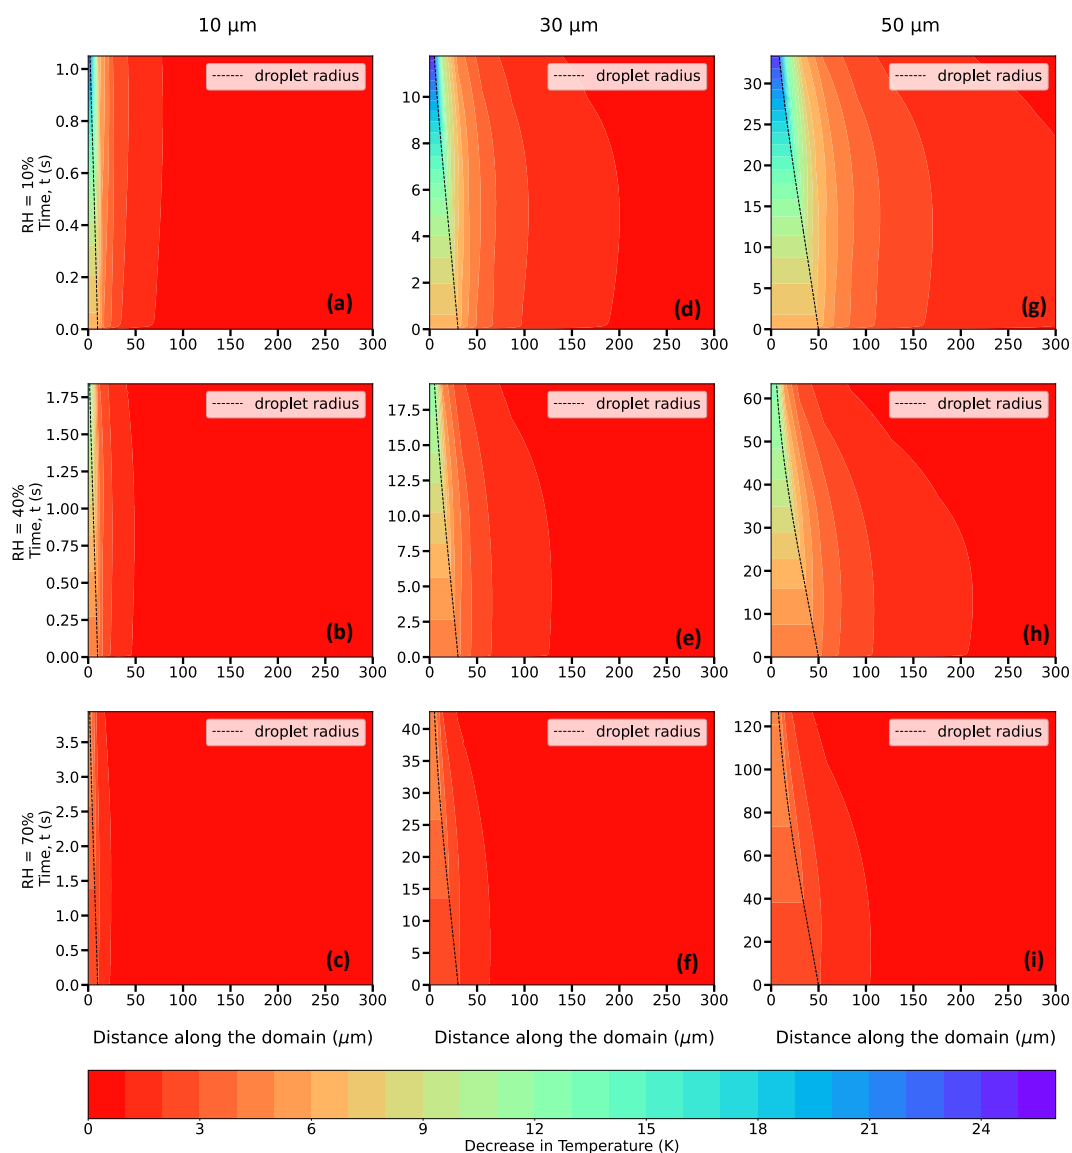 10 μm
30 μm
50 μm
RH = 10%
Time, t (s)
1.0
0.8
0.6
0.4
0.2
0.0
droplet radius
(a)
0 50 100 150 200 250 300
10
8
6
4
2
0
droplet radius
(d)
0 50 100 150 200 250 300
30
25
20
15
10
5
0
droplet radius
(g)
0 50 100 150 200 250 300
RH = 40%
Time, t (s)
1.75
1.50
1.25
1.00
0.75
0.50
0.25
0.00
droplet radius
(b)
0 50 100 150 200 250 300
17.5
15.0
12.5
10.0
7.5
5.0
2.5
0.0
droplet radius
(e)
0 50 100 150 200 250 300
60
50
40
30
20
10
0
droplet radius
(h)
0 50 100 150 200 250 300
RH = 70%
Time, t (s)
3.5
3.0
2.5
2.0
1.5
1.0
0.5
0.0
droplet radius
(c)
0 50 100 150 200 250 300
40
35
30
25
20
15
10
5
0
droplet radius
(f)
0 50 100 150 200 250 300
120
100
80
60
40
20
0
droplet radius
(i)
0 50 100 150 200 250 300
Distance along the domain (μm)
Distance along the domain (μm)
Distance along the domain (μm)
0 3 6 9 12 15 18 21 24
Decrease in Temperature (K)